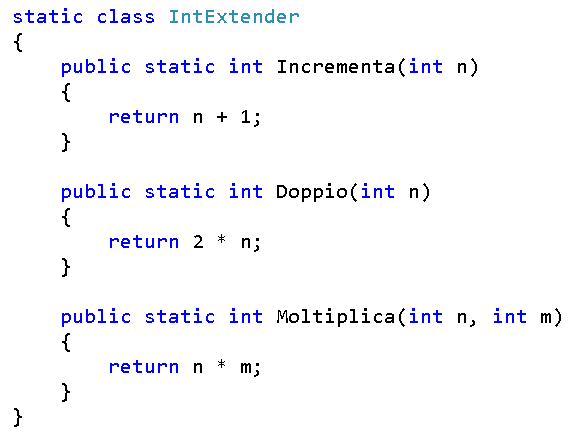 static class IntExtender
{
    public static int Incrementa(int n)
    {
        return n + 1;
    }

    public static int Doppio(int n)
    {
        return 2 * n;
    }

    public static int Moltiplica(int n, int m)
    {
        return n * m;
    }
}